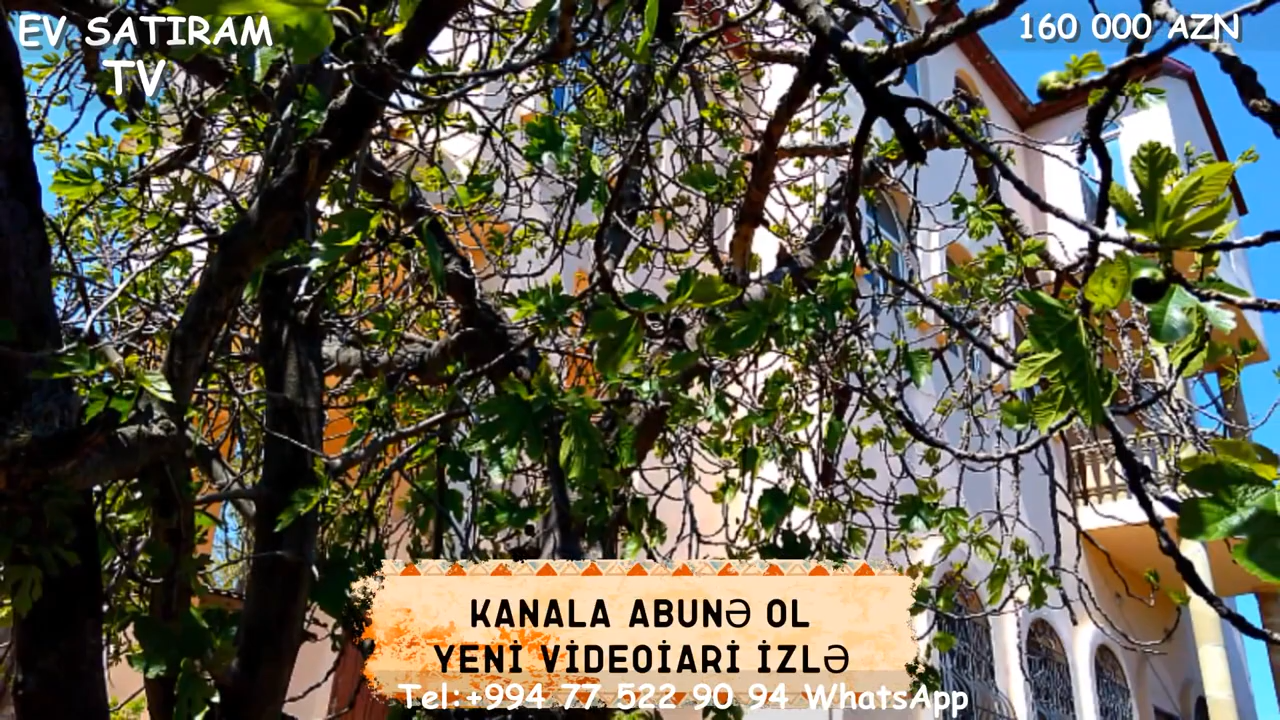 EV SATIRAM
TV
160 000 AZN
KANALA ABUNƏ OL
YENİ VİDEOİARİ İZLƏ
Tel:+994 77 522 90 94 WhatsApp